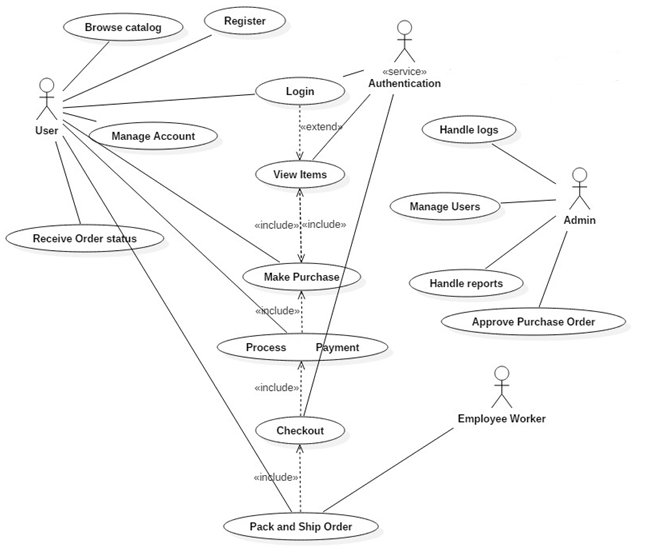 Browse catalog
Register
«service»
Authentication
Login
User
Manage Account
«extend»
Handle logs
View Items
Manage Users
Admin
«include» «include»
Receive Order status
Make Purchase
Handle reports
«include»
Approve Purchase Order
Process Payment
«include»
Employee Worker
Checkout
«include»
Pack and Ship Order